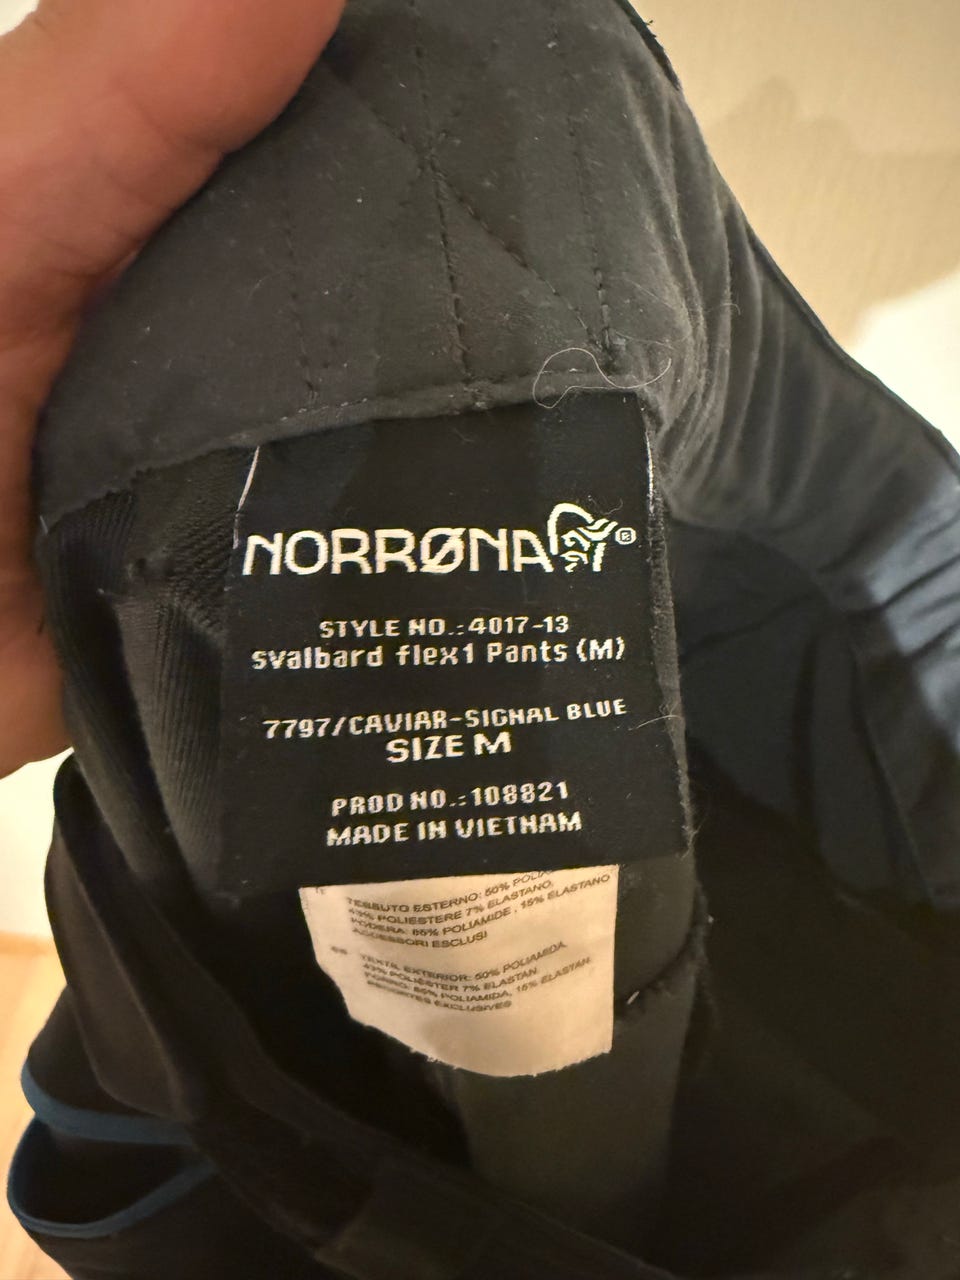 NORRØNA®
STYLE NO.:4017-13
svalbard flex1 Pants (M)
7797/CAVIAR-SIGNAL BLUE
SIZE M
PROD NO.:108821
MADE IN VIETNAM
TESSUTO ESTERNO: 50% POLIA
43% POLIESTERE 7% ELASTANO,
FODERA: 85% POLIAMIDE, 15% ELASTANO
ACCESSORI ESCLUSI
TEXTIL EXTERIOR: 50% POLIAMIDA,
43% POLIÉSTER 7% ELASTAN
FORRO: 85% POLIAMIDA, 15% ELASTAN